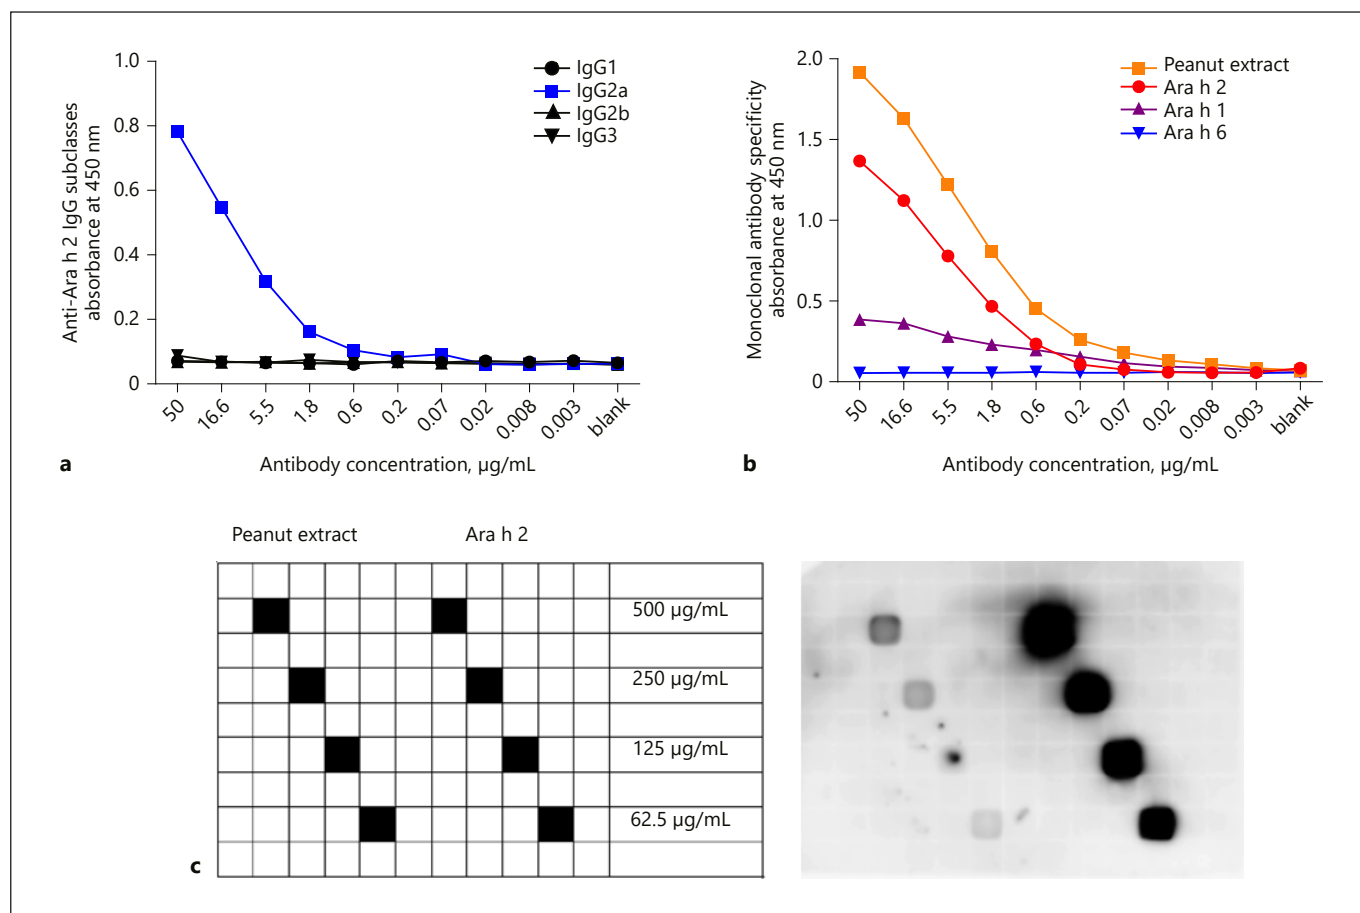 1.0
0.8
0.6
0.4
0.2
0
Anti-Ara h 2 IgG subclasses
absorbance at 450 nm
IgG1
IgG2a
IgG2b
IgG3
50
16.6
5.5
1.8
0.6
0.2
0.07
0.02
0.008
0.003
blank
a
Antibody concentration, µg/mL
2.0
1.5
1.0
0.5
0
Monoclonal antibody specificity
absorbance at 450 nm
Peanut extract
Ara h 2
Ara h 1
Ara h 6
50
16.6
5.5
1.8
0.6
0.2
0.07
0.02
0.008
0.003
blank
b
Antibody concentration, µg/mL
Peanut extract
Ara h 2
500 µg/mL
250 µg/mL
125 µg/mL
62.5 µg/mL
c